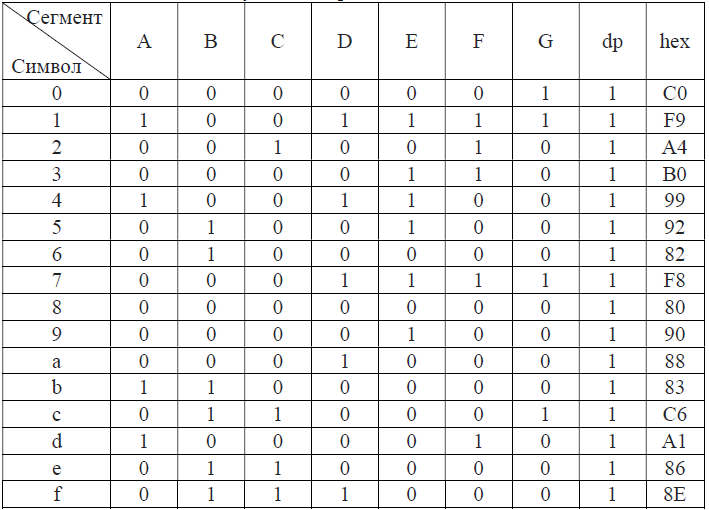 Сегмент
Символ A B C D E F G dp hex
0 0 0 0 0 0 0 1 1 C0
1 1 0 0 1 1 1 1 1 F9
2 0 0 1 0 0 1 0 1 A4
3 0 0 0 0 1 1 0 1 B0
4 1 0 0 1 1 0 0 1 99
5 0 1 0 0 1 0 0 1 92
6 0 1 0 0 0 0 0 1 82
7 0 0 0 1 1 1 1 1 F8
8 0 0 0 0 0 0 0 1 80
9 0 0 0 0 1 0 0 1 90
a 0 0 0 1 0 0 0 1 88
b 1 1 0 0 0 0 0 1 83
c 0 1 1 0 0 0 1 1 C6
d 1 0 0 0 0 1 0 1 A1
e 0 1 1 0 0 0 0 1 86
f 0 1 1 1 0 0 0 1 8E